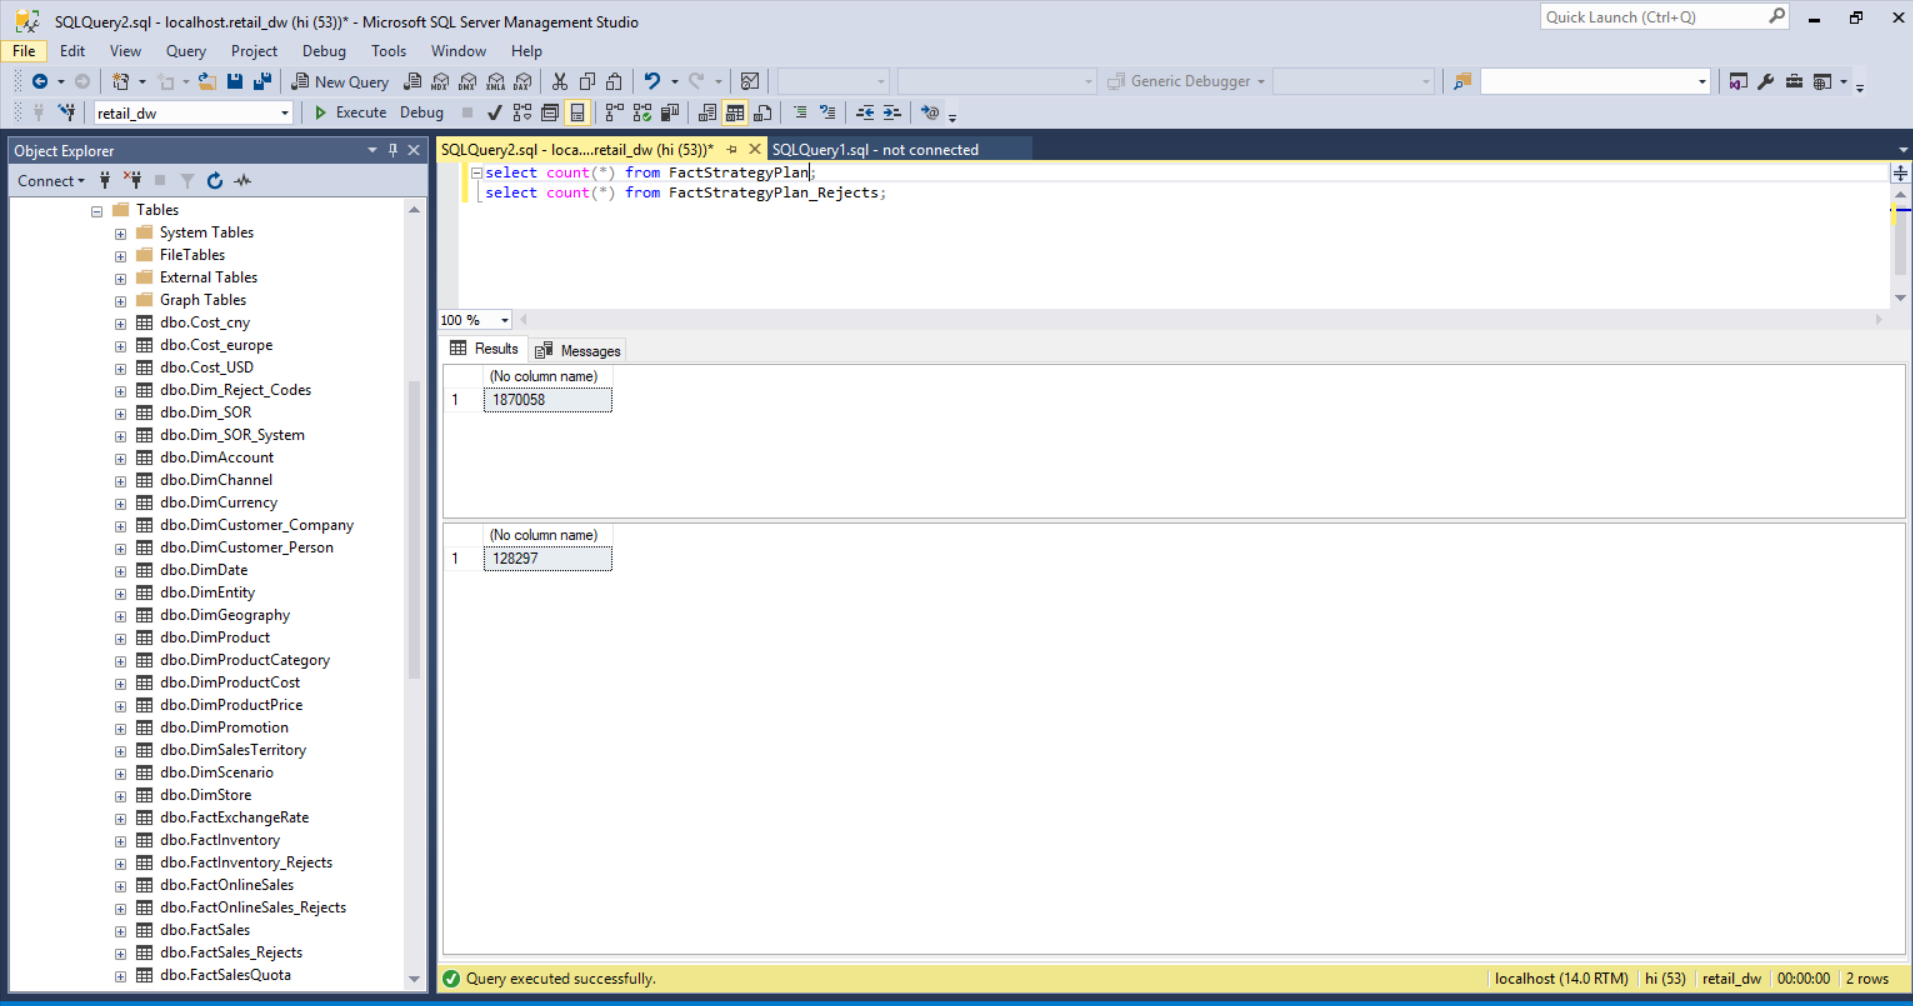 SQLQuery2.sql - localhost.retail_dw (hi (53))* - Microsoft SQL Server Management Studio
Quick Launch (Ctrl+Q)
File Edit View Query Project Debug Tools Window Help
New Query MDX DMX XMLA DAX Generic Debugger
retail_dw Execute Debug
Object Explorer
Connect
Tables
System Tables
FileTables
External Tables
Graph Tables
dbo.Cost_cny
dbo.Cost_europe
dbo.Cost_USD
dbo.Dim_Reject_Codes
dbo.Dim_SOR
dbo.Dim_SOR_System
dbo.DimAccount
dbo.DimChannel
dbo.DimCurrency
dbo.DimCustomer_Company
dbo.DimCustomer_Person
dbo.DimDate
dbo.DimEntity
dbo.DimGeography
dbo.DimProduct
dbo.DimProductCategory
dbo.DimProductCost
dbo.DimProductPrice
dbo.DimPromotion
dbo.DimSalesTerritory
dbo.DimScenario
dbo.DimStore
dbo.FactExchangeRate
dbo.FactInventory
dbo.FactInventory_Rejects
dbo.FactOnlineSales
dbo.FactOnlineSales_Rejects
dbo.FactSales
dbo.FactSales_Rejects
dbo.FactSalesQuota
SQLQuery2.sql - loca....retail_dw (hi (53))* SQLQuery1.sql - not connected
select count(*) from FactStrategyPlan;
select count(*) from FactStrategyPlan_Rejects;
100 %
Results Messages
(No column name)
1 1870058
(No column name)
1 128297
Query executed successfully. localhost (14.0 RTM) hi (53) retail_dw 00:00:00 2 rows